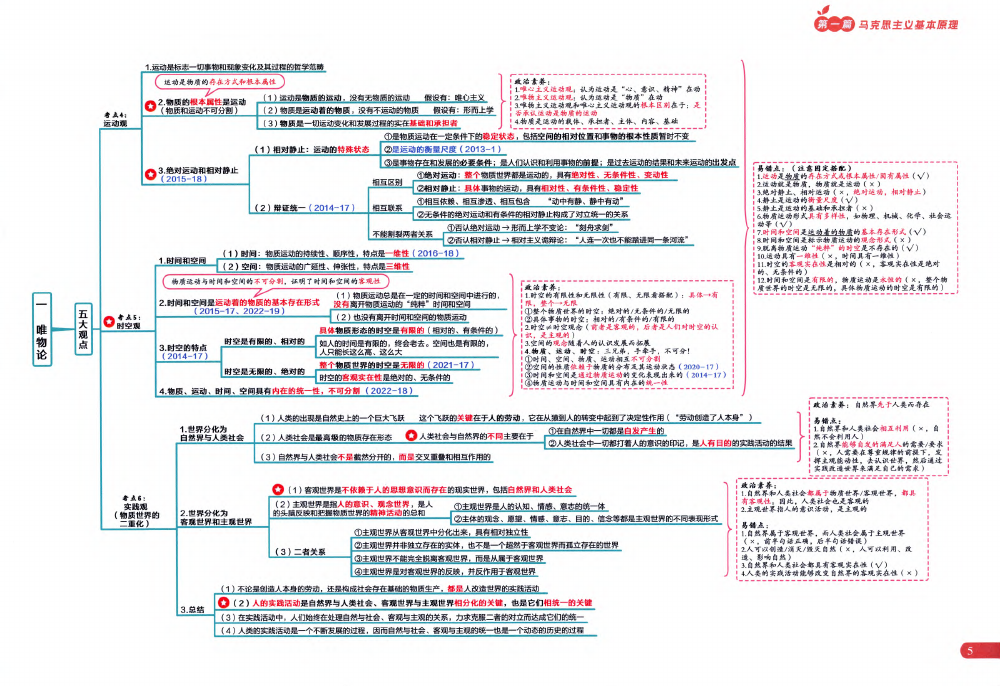 第一篇 马克思主义基本原理
一 唯物论
五大观点
考点4：
运动观
1.运动是标志一切事物和现象变化及其过程的哲学范畴
运动是物质的存在方式和根本属性
2.物质的根本属性是运动
（物质和运动不可分割）
（1）运动是物质的运动，没有无物质的运动 假设有：唯心主义
（2）物质是运动着的物质，没有不运动的物质 假设有：形而上学
（3）物质是一切运动变化和发展过程的实在基础和承担者
政治素养：
1.唯心主义运动观，认为运动是“心、意识、精神”在动
2.唯物主义运动观，认为运动是“物质”在动
3.唯物主义运动观和唯心主义运动观的根本区别在于：是
否承认运动是物质的运动
4.物质是运动的载体、承担者、主体、内容、基础
3.绝对运动和相对静止
（2015-18）
（1）相对静止：运动的特殊状态
①是物质运动在一定条件下的稳定状态，包括空间的相对位置和事物的根本性质暂时不变
②是运动的衡量尺度（2013-1）
③是事物存在和发展的必要条件；是人们认识和利用事物的前提；是过去运动的结果和未来运动的出发点
（2）辩证统一（2014-17）
相互区别
①绝对运动：整个物质世界都是运动的，具有绝对性、无条件性、变动性
②相对静止：具体事物的运动，具有相对性、有条件性、稳定性
相互联系
①相互依赖、相互渗透、相互包含 “动中有静、静中有动”
②无条件的绝对运动和有条件的相对静止构成了对立统一的关系
不能割裂两者关系
①否认绝对运动→形而上学不变论：“刻舟求剑”
②否认相对静止→相对主义诡辩论：“人连一次也不能踏进同一条河流”
易错点：（注意固定搭配）
1.运动是物质的存在方式或根本属性/固有属性（√）
2.运动就是物质，物质就是运动（×）
3.绝对静止、相对运动（×，绝对运动，相对静止）
4.静止是运动的衡量尺度（√）
5.静止是运动的基础和承担者（×）
6.物质运动形式具有多样性，如物理、机械、化学、社会运
动等（√）
7.时间和空间是运动着的物质的基本存在形式（√）
8.时间和空间是标示物质运动的观念形式（×）
9.脱离物质运动“纯粹”的时空是不存在的（√）
10.运动具有一维性（×，时间具有一维性）
11.时空的客观实在性是相对的（×，客观实在性是绝对
的、无条件的）
12.时间和空间是有限的，物质运动是永恒的（×，整个物
质世界的时空是无限的，具体物质运动的时空是有限的）
考点5：
时空观
1.时间和空间
（1）时间：物质运动的持续性、顺序性，特点是一维性（2016-18）
（2）空间：物质运动的广延性、伸张性，特点是三维性
物质运动与时间和空间的不可分割，证明了时间和空间的客观性
2.时间和空间是运动着的物质的基本存在形式
（2015-17、2022-19）
（1）物质运动总是在一定的时间和空间中进行的，
没有离开物质运动的“纯粹”时间和空间
（2）也没有离开时间和空间的物质运动
3.时空的特点
（2014-17）
时空是有限的、相对的
具体物质形态的时空是有限的（相对的、有条件的）
如人的时间是有限的，终会老去。空间也是有限的，
人只能长这么高、这么大
时空是无限的、绝对的
整个物质世界的时空是无限的（2021-17）
时空的客观实在性是绝对的、无条件的
4.物质、运动、时间、空间具有内在的统一性，不可分割（2022-18）
政治素养：
1.时空的有限性和无限性（有限、无限看搭配）：具体→有
限，整个→无限
①整个物质世界的时空：绝对的/无条件的/无限的
②具体事物的时空：相对的/有条件的/有限的
2.时空≠时空观念（前者是客观的，后者是人们对时空的认
识，是主观的）
3.空间的观念随着人的认识发展而拓展
4.物质、运动、时空：三兄弟，手牵手，不可分！
①时间、空间、物质、运动相互不可分割
②空间的性质依赖于物质的分布及其运动状态（2020-17）
③时间和空间是通过物质运动的变化表现出来的（2014-17）
④物质运动与时间和空间具有内在的统一性
考点6：
实践观
（物质世界的
二重化）
1.世界分化为
自然界与人类社会
（1）人类的出现是自然史上的一个巨大飞跃 这个飞跃的关键在于人的劳动，它在从猿到人的转变中起到了决定性作用（“劳动创造了人本身”）
（2）人类社会是最高级的物质存在形态 人类社会与自然界的不同主要在于
①在自然界中一切都是自发产生的
②人类社会中一切都打着人的意识的印记，是人有目的的实践活动的结果
（3）自然界与人类社会不是截然分开的，而是交叉重叠和相互作用的
政治素养：自然界先于人类而存在
易错点：
1.自然界和人类社会相互利用（×，自
然不会利用人）
2.自然界能够自发的满足人的需要/要求
（×，人需要在尊重规律的前提下，发
挥主观能动性，去认识世界，然后通过
实践改造世界来满足自己的需求）
2.世界分化为
客观世界和主观世界
（1）客观世界是不依赖于人的思想意识而存在的现实世界，包括自然界和人类社会
（2）主观世界是指人的意识、观念世界，是人
的头脑反映和把握物质世界的精神活动的总和
①主观世界是人的认知、情感、意志的统一体
②主体的观念、愿望、情感、意志、目的、信念等都是主观世界的不同表现形式
（3）二者关系
①主观世界从客观世界中分化出来，具有相对独立性
②主观世界并非独立存在的实体，也不是一个超然于客观世界而孤立存在的世界
③主观世界不能完全脱离客观世界，而是从属于客观世界
④主观世界是对客观世界的反映，并反作用于客观世界
政治素养：
1.自然界和人类社会都属于物质世界/客观世界，都具
有客观性，因此，人类社会也是客观的
2.主观世界指人的意识活动，是主观的
易错点：
1.自然界属于客观世界，而人类社会属于主观世界
（×，前半句话正确，后半句话错误）
2.人可以创造/消灭/毁灭自然（×，人可以利用、改
造、影响自然）
3.自然界和人类社会都具有客观实在性（√）
4.人类的实践活动能够改变自然界的客观实在性（×）
3.总结
（1）不论是创造人本身的劳动，还是构成社会存在基础的物质生产，都是人改造世界的实践活动
（2）人的实践活动是自然界与人类社会、客观世界与主观世界相分化的关键，也是它们相统一的关键
（3）在实践活动中，人们始终在处理自然与社会、客观与主观的关系，力求克服二者的对立而达成它们的统一
（4）人类的实践活动是一个不断发展的过程，因而自然与社会、客观与主观的统一也是一个动态的历史的过程
5